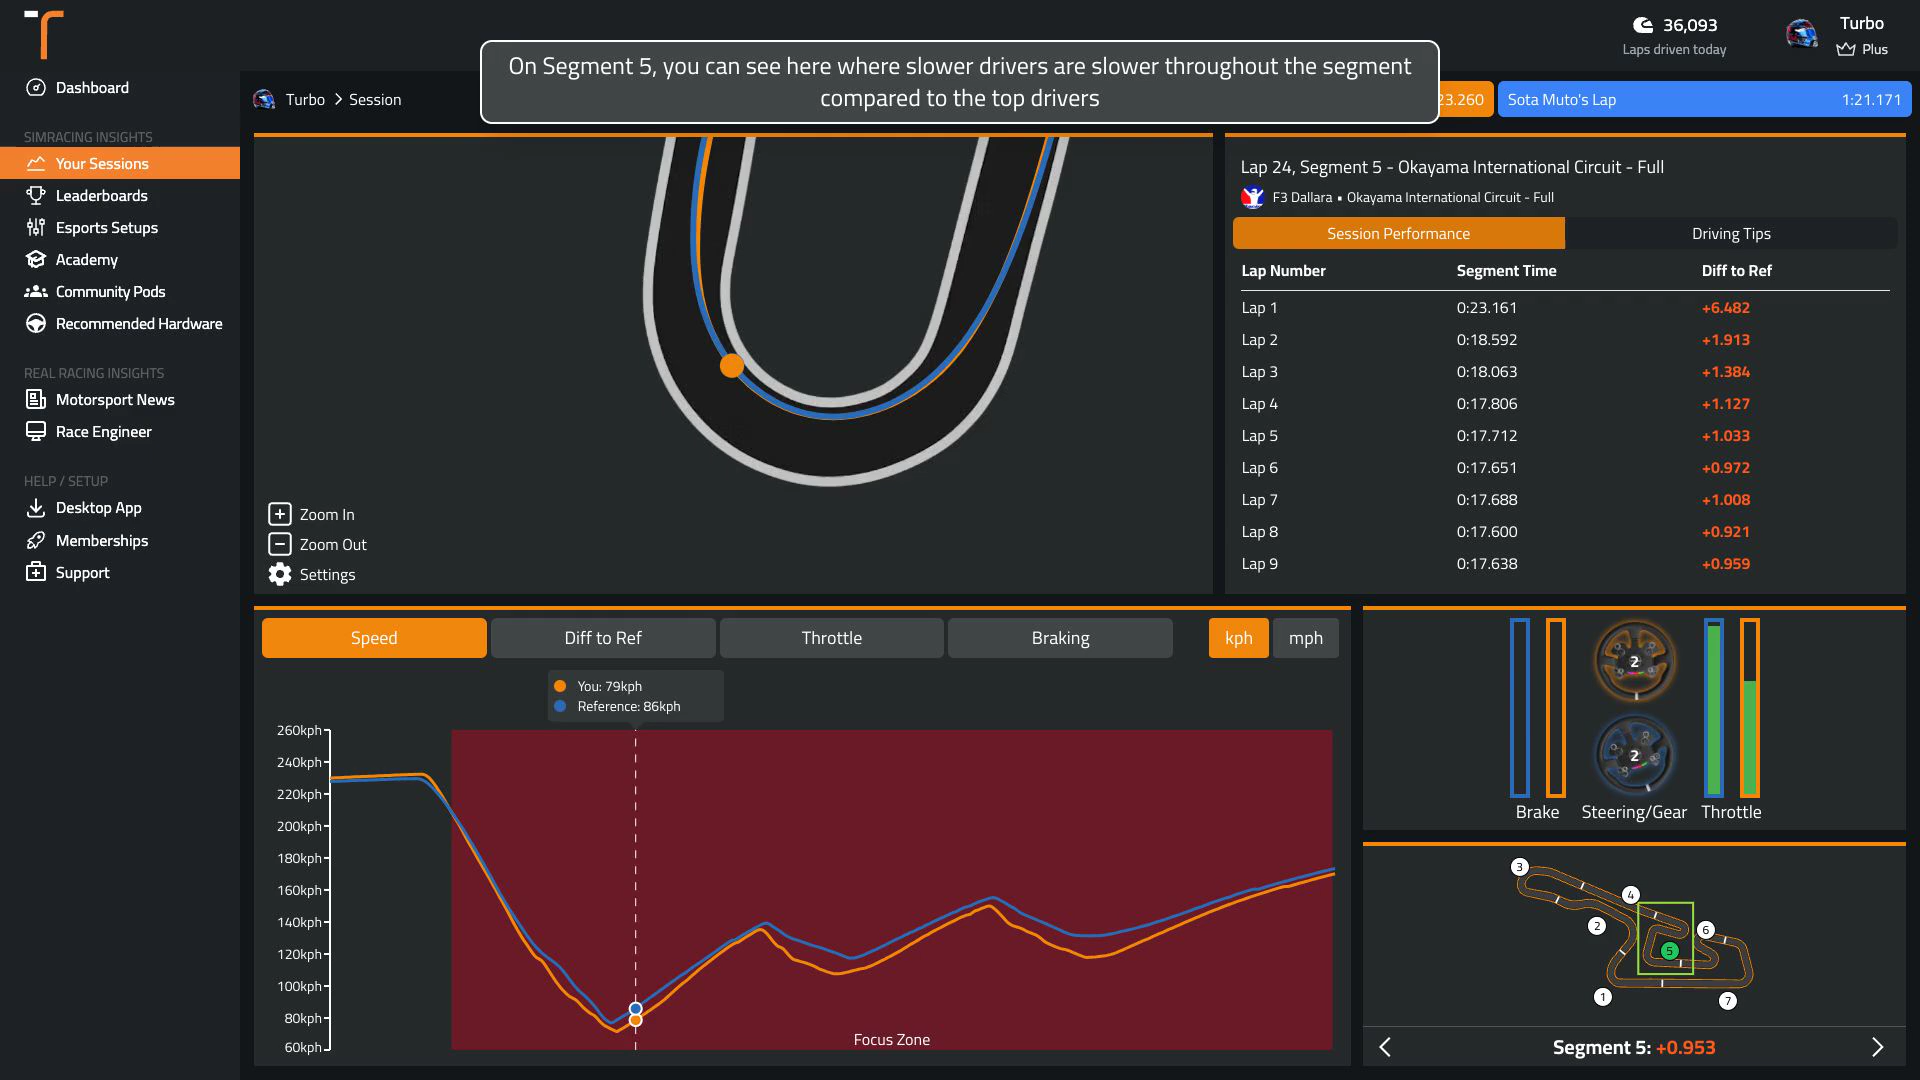 36,093
Laps driven today
Turbo
Plus
On Segment 5, you can see here where slower drivers are slower throughout the segment
compared to the top drivers
Dashboard
SIMRACING INSIGHTS
Your Sessions
Leaderboards
Esports Setups
Academy
Community Pods
Recommended Hardware
REAL RACING INSIGHTS
Motorsport News
Race Engineer
HELP / SETUP
Desktop App
Memberships
Support
Turbo > Session
23.260
Sota Muto's Lap 1:21.171
Zoom In
Zoom Out
Settings
Lap 24, Segment 5 - Okayama International Circuit - Full
F3 Dallara • Okayama International Circuit - Full
Session Performance Driving Tips
Lap Number Segment Time Diff to Ref
Lap 1 0:23.161 +6.482
Lap 2 0:18.592 +1.913
Lap 3 0:18.063 +1.384
Lap 4 0:17.806 +1.127
Lap 5 0:17.712 +1.033
Lap 6 0:17.651 +0.972
Lap 7 0:17.688 +1.008
Lap 8 0:17.600 +0.921
Lap 9 0:17.638 +0.959
Speed Diff to Ref Throttle Braking kph mph
You: 79kph
Reference: 86kph
260kph
240kph
220kph
200kph
180kph
160kph
140kph
120kph
100kph
80kph
60kph
Focus Zone
2
2
Brake Steering/Gear Throttle
3
4
2
6
5
1
7
Segment 5: +0.953